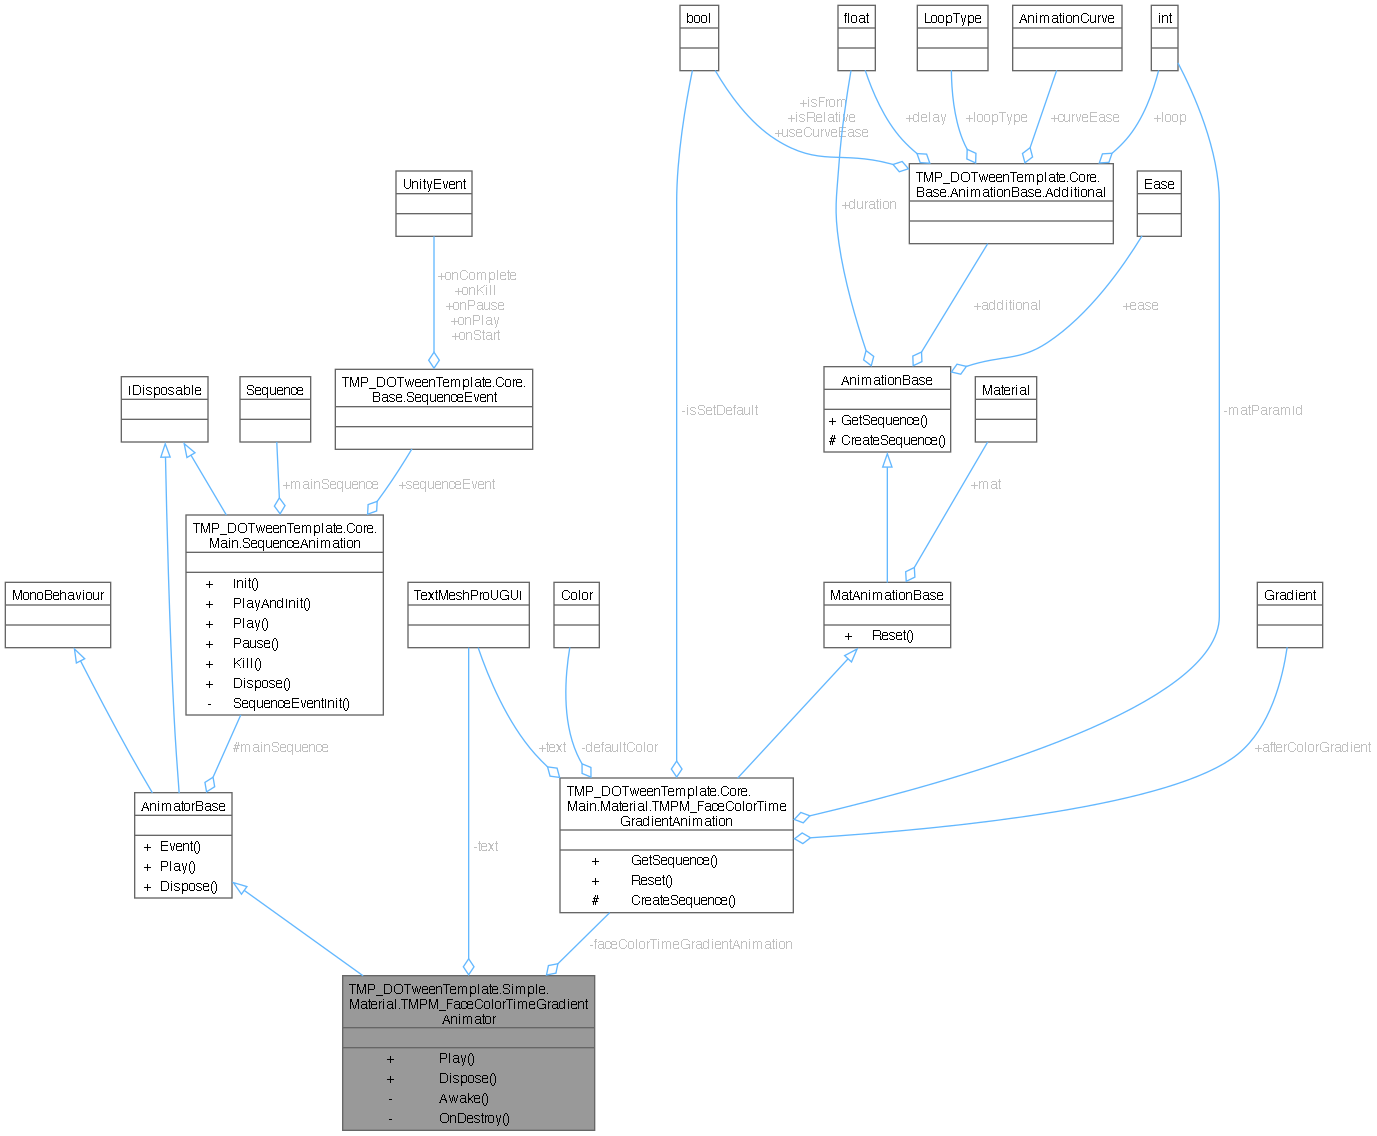 bool
float
LoopType
AnimationCurve
int
+isFrom
+isRelative
+useCurveEase
+delay
+loopType
+curveEase
+loop
TMP_DOTweenTemplate.Core.
Base.AnimationBase.Additional
UnityEvent
Ease
+duration
+onComplete
+onKill
+onPause
+onPlay
+onStart
+additional
+ease
IDisposable
Sequence
TMP_DOTweenTemplate.Core.
Base.SequenceEvent
AnimationBase
+ GetSequence()
# CreateSequence()
Material
-isSetDefault
-matParamId
+mainSequence
+sequenceEvent
+mat
TMP_DOTweenTemplate.Core.
Main.SequenceAnimation
+ Init()
+ PlayAndInit()
+ Play()
+ Pause()
+ Kill()
+ Dispose()
- SequenceEventInit()
MonoBehaviour
TextMeshProUGUI
Color
MatAnimationBase
+ Reset()
Gradient
#mainSequence
+text
-defaultColor
+afterColorGradient
AnimatorBase
+ Event()
+ Play()
+ Dispose()
TMP_DOTweenTemplate.Core.
Main.Material.TMPM_FaceColorTime
GradientAnimation
+ GetSequence()
+ Reset()
# CreateSequence()
-text
-faceColorTimeGradientAnimation
TMP_DOTweenTemplate.Simple.
Material.TMPM_FaceColorTimeGradient
Animator
+ Play()
+ Dispose()
- Awake()
- OnDestroy()